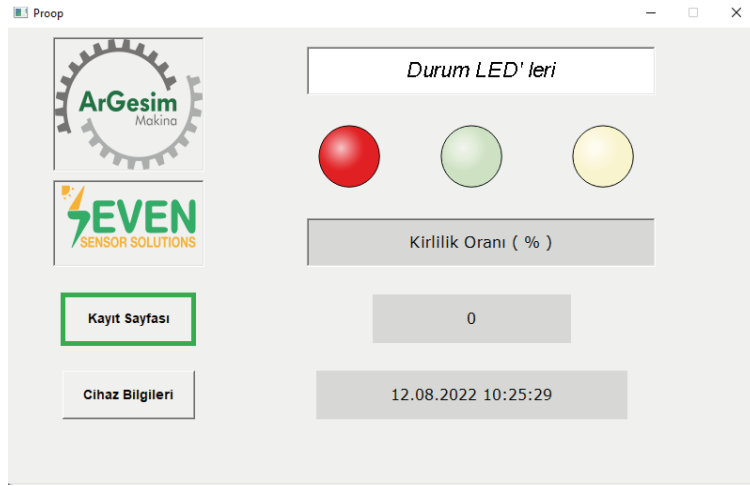 Proop
ArGesim
Makina
SEVEN
SENSOR SOLUTIONS
Kayıt Sayfası
Cihaz Bilgileri
Durum LED' leri
Kirlilik Oranı ( % )
0
12.08.2022 10:25:29